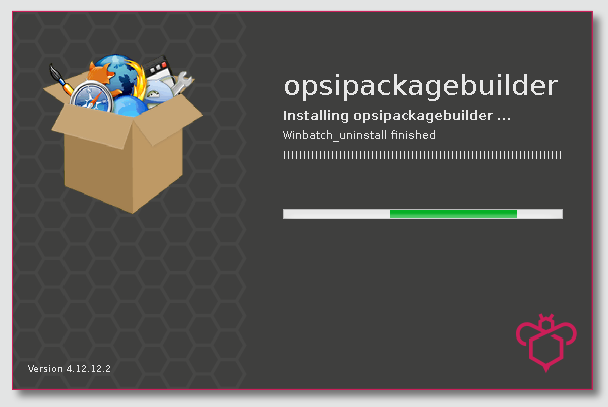 opsipackagebuilder
Installing opsipackagebuilder ...
Winbatch_uninstall finished
Version 4.12.12.2